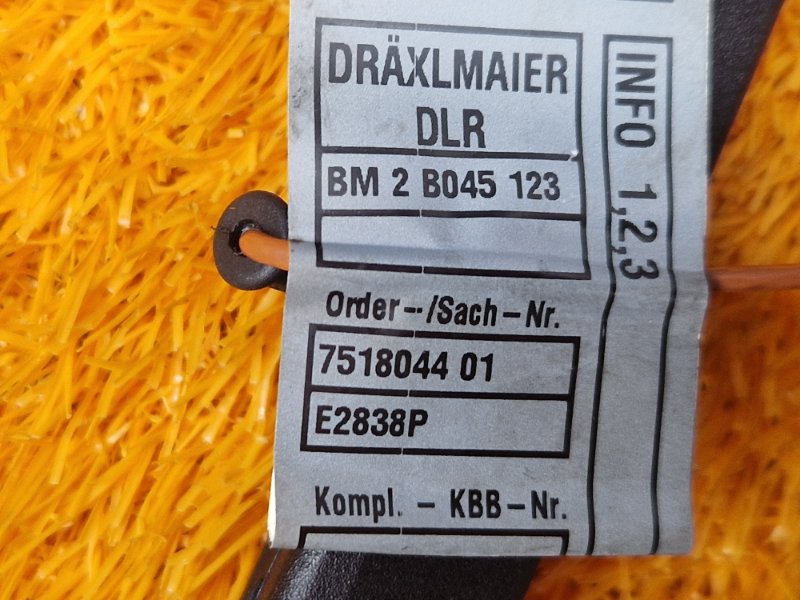 DRÄXLMAIER
DLR
BM 2 B045 123
Order--/Sach-Nr.
7518044 01
E2838P
Kompl. - KBB-Nr.
INFO 1,2,3